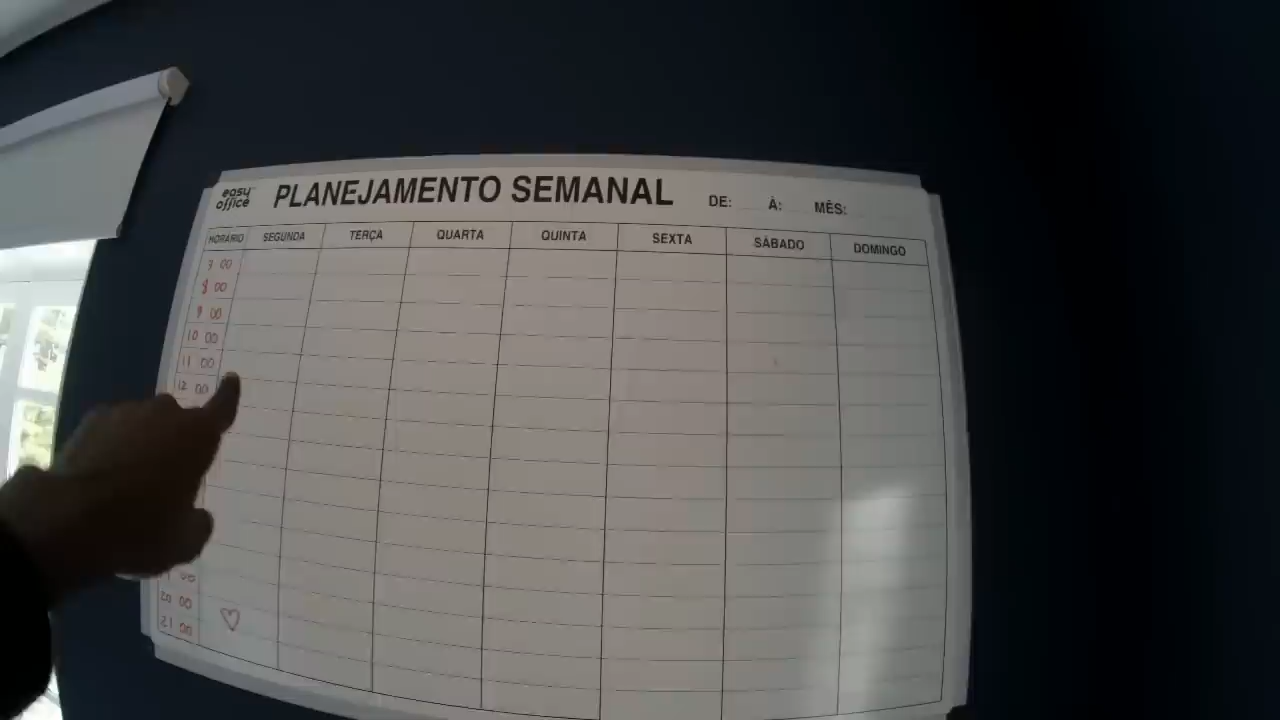 easy office
PLANEJAMENTO SEMANAL DE: À: MÊS:
HORÁRIO SEGUNDA TERÇA QUARTA QUINTA SEXTA SÁBADO DOMINGO
7 00
8 00
9 00
10 00
11 00
12 00
20 00
21 00